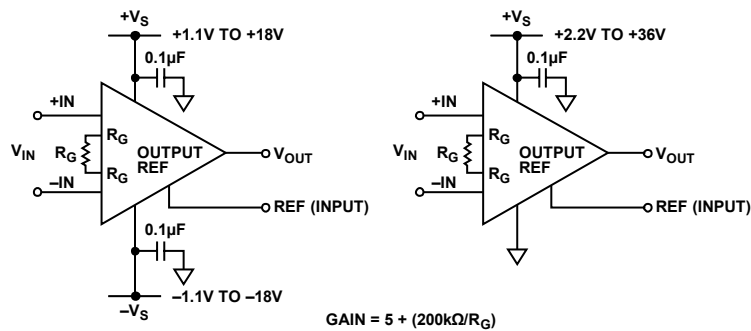 +VS
+1.1V TO +18V
0.1µF
+IN
RG
VIN
RG
OUTPUT
REF
VOUT
RG
–IN
REF (INPUT)
0.1µF
–1.1V TO –18V
–VS
+VS
+2.2V TO +36V
0.1µF
+IN
RG
VIN
RG
OUTPUT
REF
VOUT
RG
–IN
REF (INPUT)
GAIN = 5 + (200kΩ/RG)